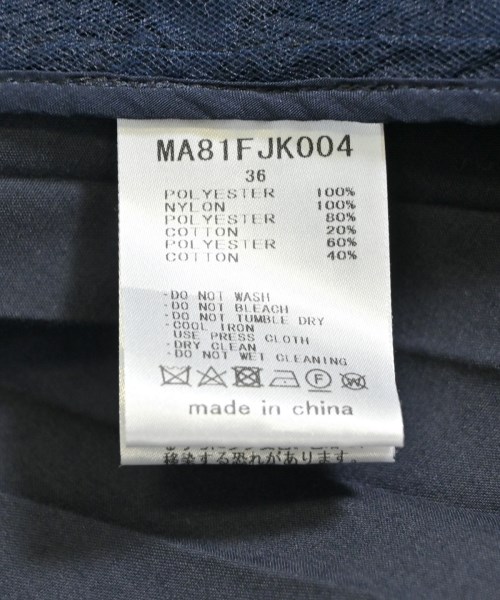 MA81FJK004
36
POLYESTER 100%
NYLON 100%
POLYESTER 80%
COTTON 20%
POLYESTER 60%
COTTON 40%
·DO NOT WASH
·DO NOT BLEACH
·DO NOT TUMBLE DRY
·COOL IRON
USE PRESS CLOTH
·DRY CLEAN
·DO NOT WET CLEANING
F W
made in china
移染する恐れがあります。